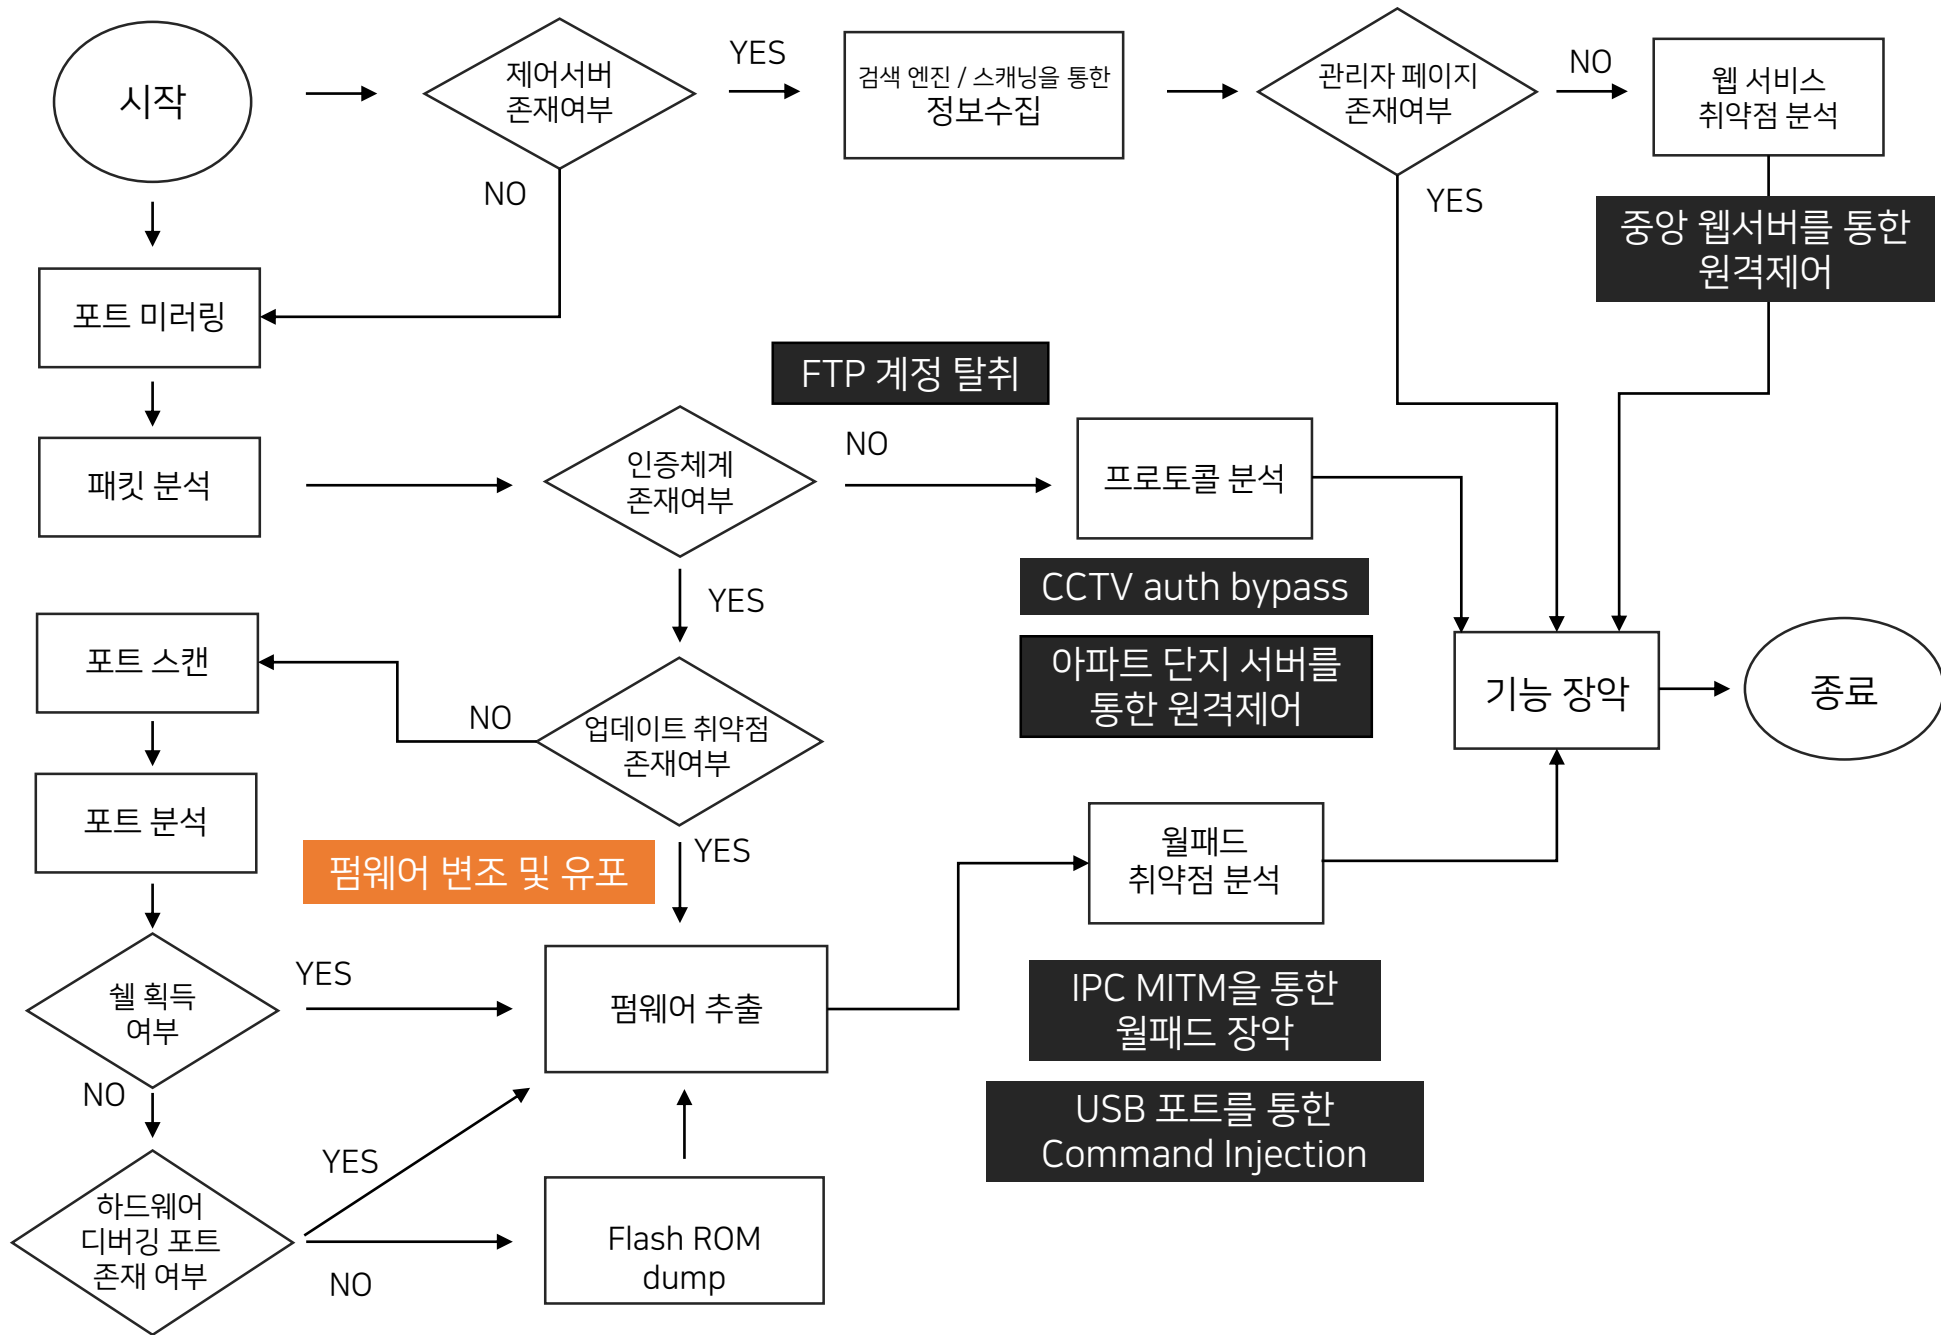 시작
제어서버
존재여부
YES
검색 엔진 / 스캐닝을 통한
정보수집
관리자 페이지
존재여부
NO
웹 서비스
취약점 분석
NO
YES
중앙 웹서버를 통한
원격제어
포트 미러링
FTP 계정 탈취
패킷 분석
인증체계
존재여부
NO
프로토콜 분석
YES
CCTV auth bypass
포트 스캔
아파트 단지 서버를
통한 원격제어
기능 장악
종료
NO
업데이트 취약점
존재여부
포트 분석
펌웨어 변조 및 유포
YES
월패드
취약점 분석
쉘 획득
여부
YES
펌웨어 추출
IPC MITM을 통한
월패드 장악
NO
USB 포트를 통한
Command Injection
YES
하드웨어
디버깅 포트
존재 여부
NO
Flash ROM
dump